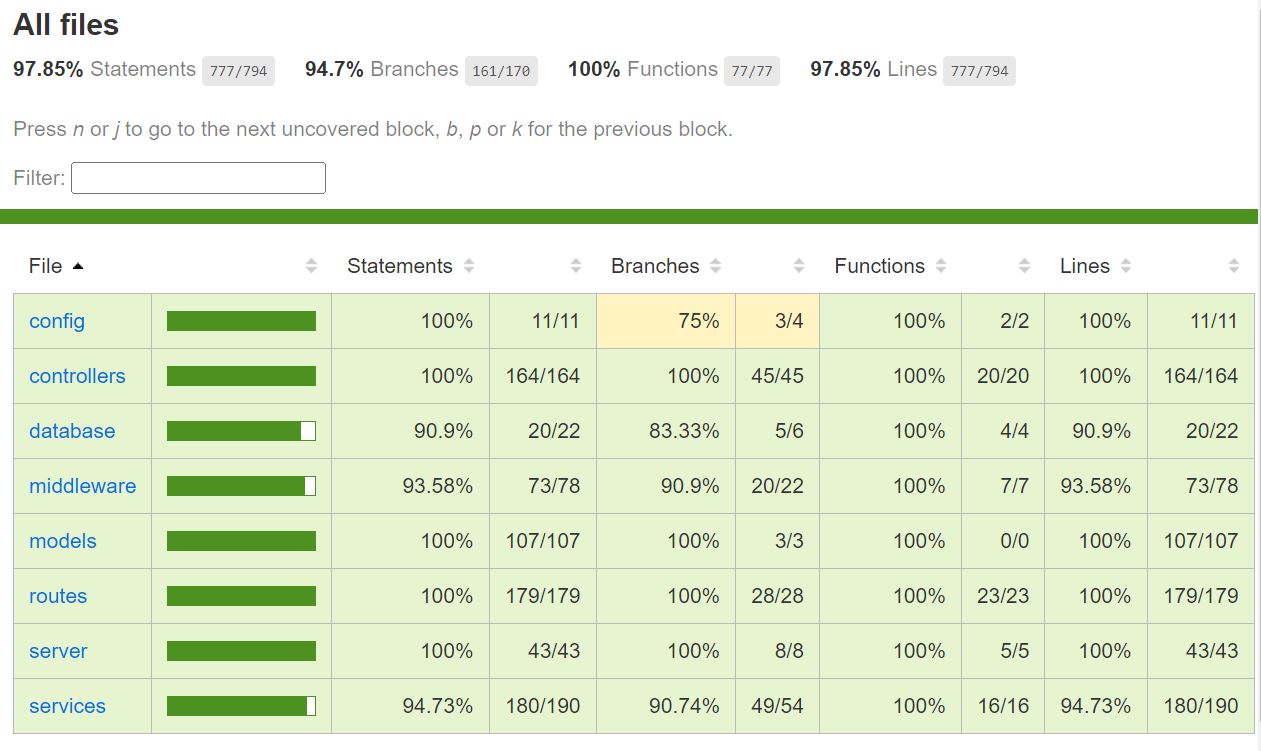 All files
97.85% Statements 777/794 94.7% Branches 161/170 100% Functions 77/77 97.85% Lines 777/794
Press n or j to go to the next uncovered block, b, p or k for the previous block.
Filter:
File Statements Branches Functions Lines
config 100% 11/11 75% 3/4 100% 2/2 100% 11/11
controllers 100% 164/164 100% 45/45 100% 20/20 100% 164/164
database 90.9% 20/22 83.33% 5/6 100% 4/4 90.9% 20/22
middleware 93.58% 73/78 90.9% 20/22 100% 7/7 93.58% 73/78
models 100% 107/107 100% 3/3 100% 0/0 100% 107/107
routes 100% 179/179 100% 28/28 100% 23/23 100% 179/179
server 100% 43/43 100% 8/8 100% 5/5 100% 43/43
services 94.73% 180/190 90.74% 49/54 100% 16/16 94.73% 180/190